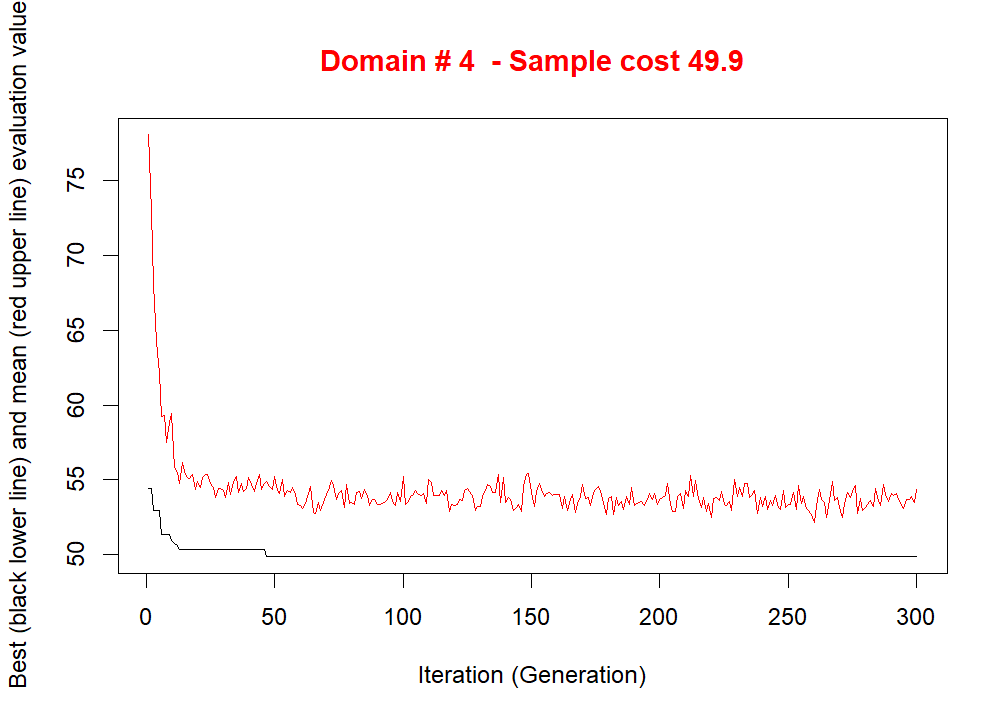 Domain # 4  - Sample cost 49.9
Best (black lower line) and mean (red upper line) evaluation value
75
70
65
60
55
50
0 50 100 150 200 250 300
Iteration (Generation)